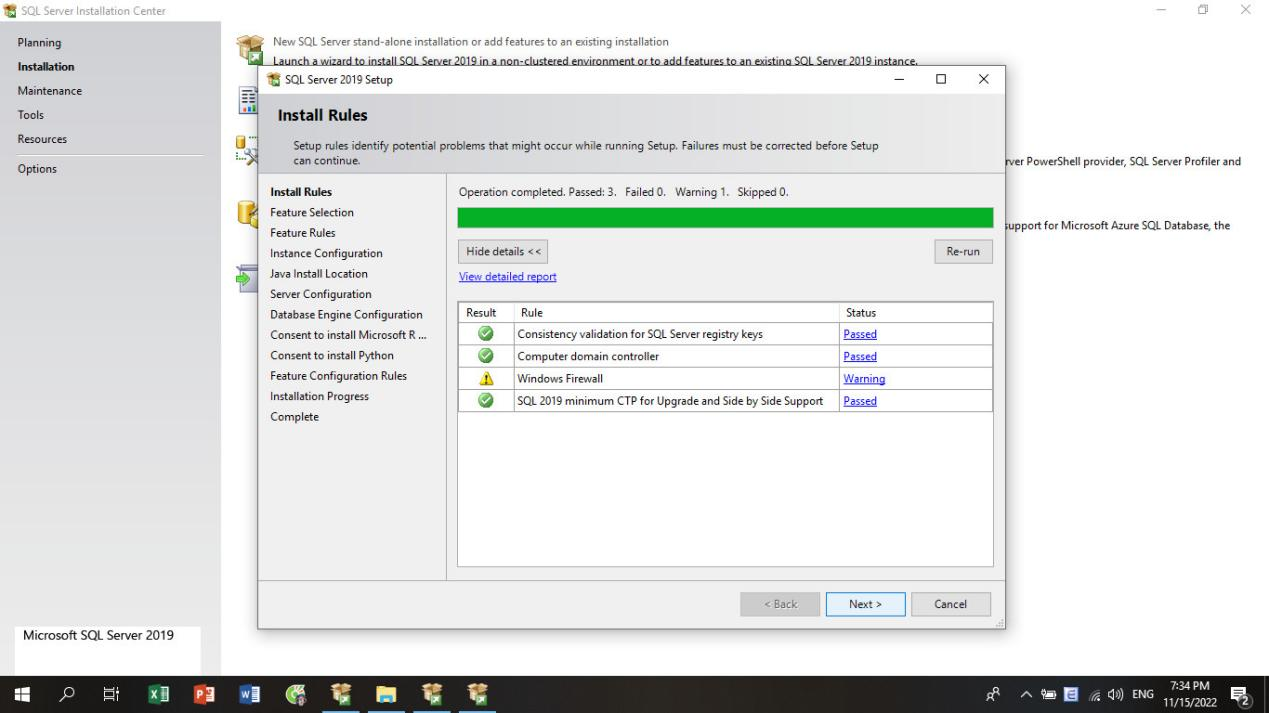 SQL Server Installation Center
Planning
Installation
Maintenance
Tools
Resources
Options
Microsoft SQL Server 2019
New SQL Server stand-alone installation or add features to an existing installation
Launch a wizard to install SQL Server 2019 in a non-clustered environment or to add features to an existing SQL Server 2019 instance.
PowerShell provider, SQL Server Profiler and
support for Microsoft Azure SQL Database, the
SQL Server 2019 Setup
Install Rules
Setup rules identify potential problems that might occur while running Setup. Failures must be corrected before Setup
can continue.
Install Rules
Feature Selection
Feature Rules
Instance Configuration
Java Install Location
Server Configuration
Database Engine Configuration
Consent to install Microsoft R ...
Consent to install Python
Feature Configuration Rules
Installation Progress
Complete
Operation completed. Passed: 3. Failed 0. Warning 1. Skipped 0.
Hide details <<
Re-run
View detailed report
Result Rule Status
Consistency validation for SQL Server registry keys Passed
Computer domain controller Passed
Windows Firewall Warning
SQL 2019 minimum CTP for Upgrade and Side by Side Support Passed
< Back Next > Cancel
ENG
7:34 PM
11/15/2022
2